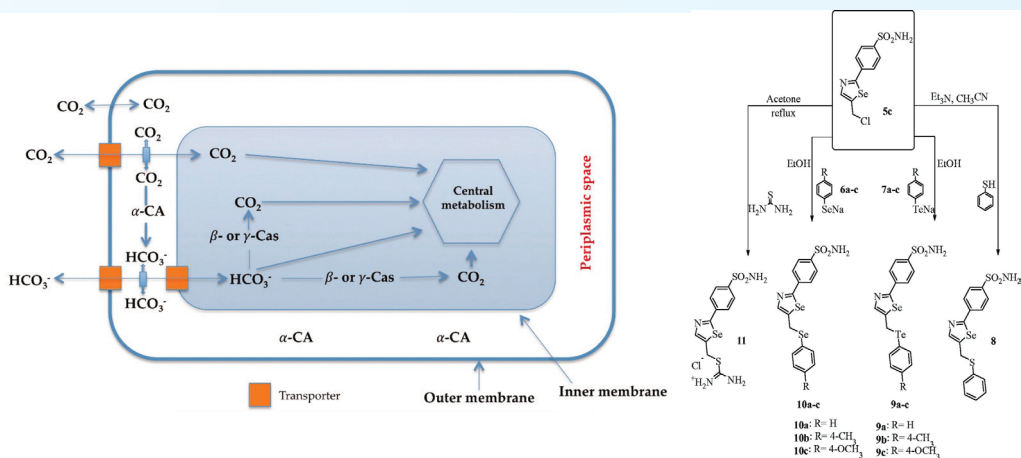 CO₂
CO₂
CO₂
CO₂
CO₂
CO₂
α-CA
HCO₃⁻
HCO₃⁻
HCO₃⁻
CO₂
β- or γ-Cas
HCO₃⁻
β- or γ-Cas
CO₂
Central
metabolism
Periplasmic space
α-CA
α-CA
Transporter
Outer membrane
Inner membrane
SO₂NH₂
N
Se
Cl
5c
Acetone
reflux
Et₃N, CH₃CN
EtOH
EtOH
R
6a-c
SeNa
7a-c
R
TeNa
SH
S
H₂N NH₂
SO₂NH₂
N
Se
S
Cl⁻
⁺H₂N NH₂
11
SO₂NH₂
N
Se
Se
R
10a-c
10a: R= H
10b: R= 4-CH₃
10c: R= 4-OCH₃
SO₂NH₂
N
Se
Te
R
9a-c
9a: R= H
9b: R= 4-CH₃
9c: R= 4-OCH₃
SO₂NH₂
N
Se
S
8